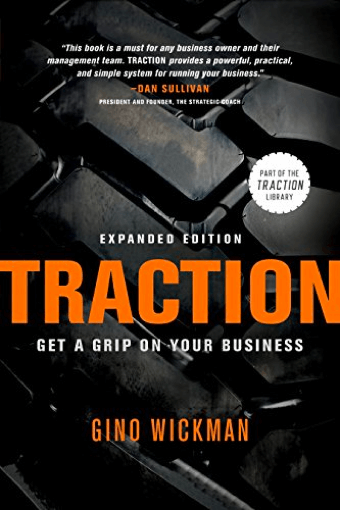 “This book is a must for any business owner and their
management team. TRACTION provides a powerful, practical,
and simple system for running your business.”
—DAN SULLIVAN
PRESIDENT AND FOUNDER, THE STRATEGIC COACH
PART OF THE
TRACTION
LIBRARY
EXPANDED EDITION
TRACTION
GET A GRIP ON YOUR BUSINESS
GINO WICKMAN